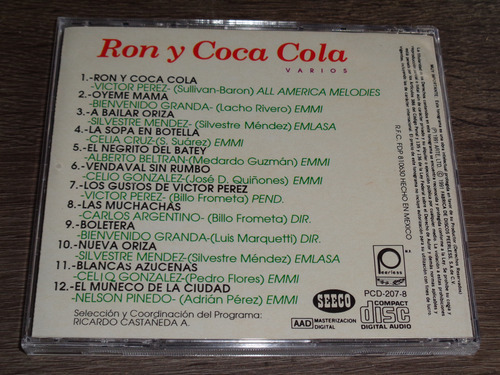 Ron y Coca Cola
VARIOS
1.-RON Y COCA COLA
-VICTOR PEREZ- (Sullivan-Baron) ALL AMERICA MELODIES
2.-OYEME MAMA
-BIENVENIDO GRANDA- (Lacho Rivero) EMMI
3.-A BAILAR ORIZA
-SILVESTRE MENDEZ- (Silvestre Méndez) EMLASA
4.-LA SOPA EN BOTELLA
-CELIA CRUZ- (S. Suárez) EMMI
5.-EL NEGRITO DEL BATEY
-ALBERTO BELTRAN-(Medardo Guzmán) EMMI
6.-VENDAVAL SIN RUMBO
-CELIO GONZALEZ-(José D. Quiñones) EMMI
7.-LOS GUSTOS DE VICTOR PEREZ
-VICTOR PEREZ- (Billo Frometa) PEND.
8.-LAS MUCHACHAS
-CARLOS ARGENTINO- (Billo Frometa) DIR.
9.-BOLETERA
-BIENVENIDO GRANDA-(Luis Marquetti) DIR.
10.-NUEVA ORIZA
-SILVESTRE MENDEZ-(Silvestre Méndez) EMLASA
11.-BLANCAS AZUCENAS
-CELIO GONZALEZ-(Pedro Flores) EMMI
12.-EL MUÑECO DE LA CIUDAD
-NELSON PINEDO- (Adrián Pérez) EMMI
Selección y Coordinación del Programa:
RICARDO CASTAÑEDA A.
SEECO
AAD MASTERIZACION
DIGITAL
Peerless
PCD-207-8
COMPACT
disc
DIGITAL AUDIO
HECHO EN MEXICO